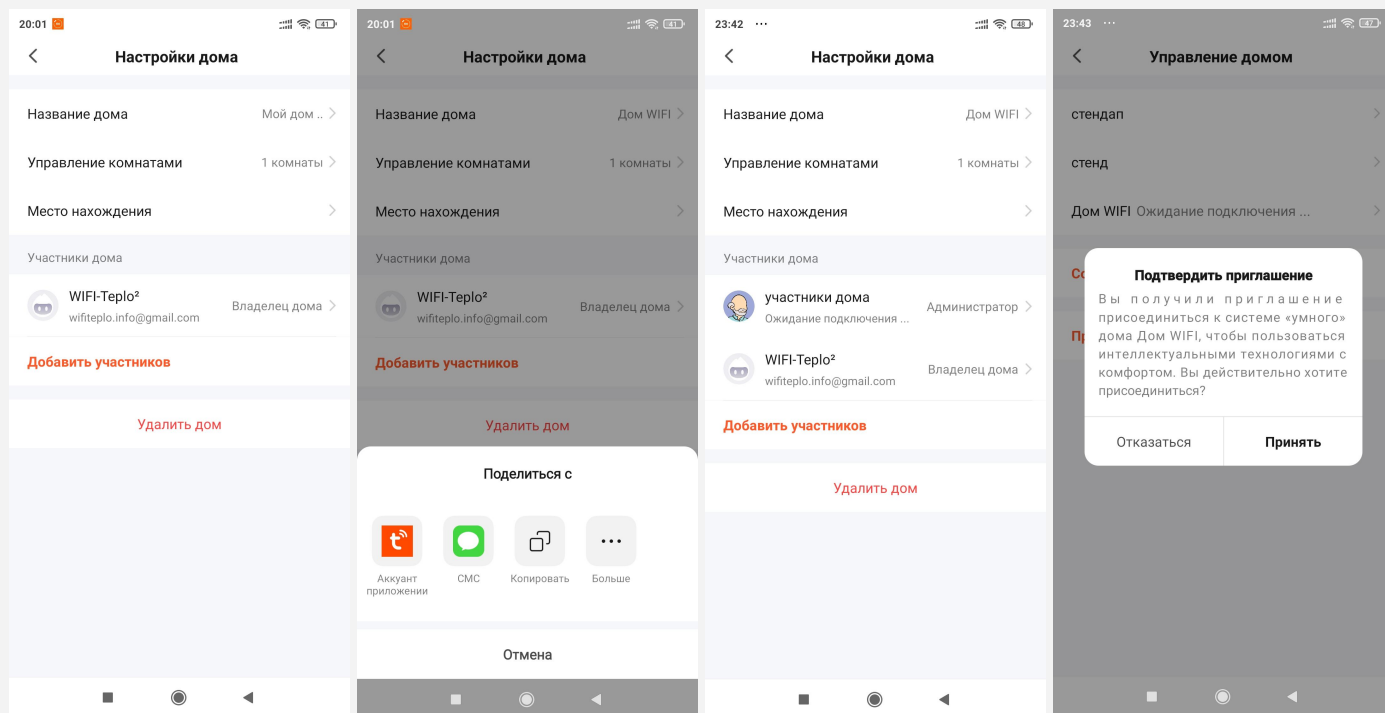 20:01
41
Настройки дома
Название дома
Мой дом ..
Управление комнатами
1 комнаты
Место нахождения
Участники дома
WIFI-Teplo²
wifiteplo.info@gmail.com
Владелец дома
Добавить участников
Удалить дом
20:01
41
Настройки дома
Название дома
Дом WIFI
Управление комнатами
1 комнаты
Место нахождения
Участники дома
WIFI-Teplo²
wifiteplo.info@gmail.com
Владелец дома
Добавить участников
Удалить дом
Поделиться с
Аккуант
приложении
СМС
Копировать
Больше
Отмена
23:42 ...
48
Настройки дома
Название дома
Дом WIFI
Управление комнатами
1 комнаты
Место нахождения
Участники дома
участники дома
Ожидание подключения ...
Администратор
WIFI-Teplo²
wifiteplo.info@gmail.com
Владелец дома
Добавить участников
Удалить дом
23:43 ...
47
Управление домом
стендап
стенд
Дом WIFI Ожидание подключения ...
Подтвердить приглашение
Вы получили приглашение
присоединиться к системе «умного»
дома Дом WIFI, чтобы пользоваться
интеллектуальными технологиями с
комфортом. Вы действительно хотите
присоединиться?
Отказаться
Принять